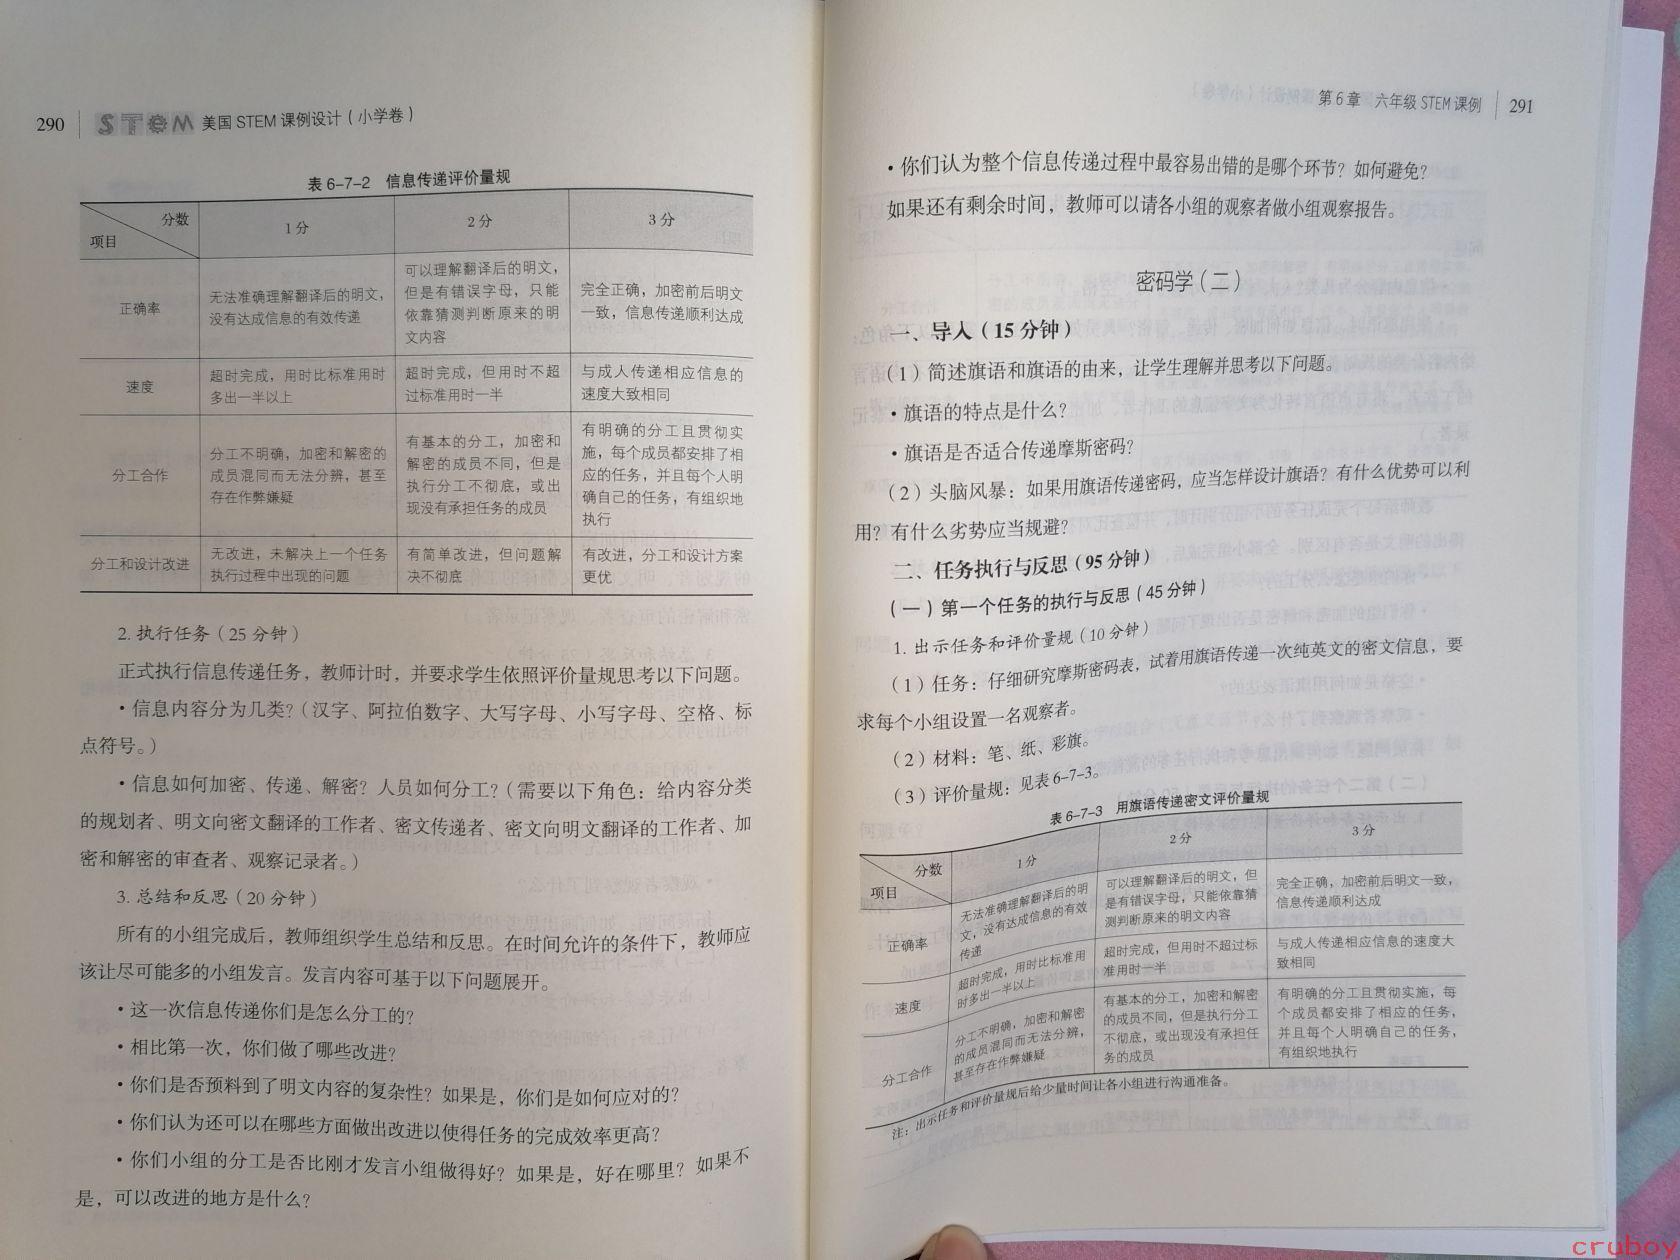 290 STEM 美国 STEM 课例设计（小学卷）
表 6-7-2 信息传递评价量规
分数
项目
1 分
2 分
3 分
正确率
无法准确理解翻译后的明文，
没有达成信息的有效传递
可以理解翻译后的明文，
但是有错误字母，只能
依靠猜测判断原来的明
文内容
完全正确，加密前后明文
一致，信息传递顺利达成
速度
超时完成，用时比标准用时
多出一半以上
超时完成，但用时不超
过标准用时一半
与成人传递相应信息的
速度大致相同
分工合作
分工不明确，加密和解密的
成员混同而无法分辨，甚至
存在作弊嫌疑
有基本的分工，加密和
解密的成员不同，但是
执行分工不彻底，或出
现没有承担任务的成员
有明确的分工且贯彻实
施，每个成员都安排了相
应的任务，并且每个人明
确自己的任务，有组织地
执行
分工和设计改进
无改进，未解决上一个任务
执行过程中出现的问题
有简单改进，但问题解
决不彻底
有改进，分工和设计方案
更优
2. 执行任务（25 分钟）
正式执行信息传递任务，教师计时，并要求学生依照评价量规思考以下问题。
• 信息内容分为几类？（汉字、阿拉伯数字、大写字母、小写字母、空格、标
点符号。）
• 信息如何加密、传递、解密？人员如何分工？（需要以下角色：给内容分类
的规划者、明文向密文翻译的工作者、密文传递者、密文向明文翻译的工作者、加
密和解密的审查者、观察记录者。）
3. 总结和反思（20 分钟）
所有的小组完成后，教师组织学生总结和反思。在时间允许的条件下，教师应
该让尽可能多的小组发言。发言内容可基于以下问题展开。
• 这一次信息传递你们是怎么分工的？
• 相比第一次，你们做了哪些改进？
• 你们是否预料到了明文内容的复杂性？如果是，你们是如何应对的？
• 你们认为还可以在哪些方面做出改进以使得任务的完成效率更高？
• 你们小组的分工是否比刚才发言小组做得好？如果是，好在哪里？如果不
是，可以改进的地方是什么？
第 6 章 六年级 STEM 课例 291
• 你们认为整个信息传递过程中最容易出错的是哪个环节？如何避免？
如果还有剩余时间，教师可以请各小组的观察者做小组观察报告。
密码学（二）
一、导入（15 分钟）
（1）简述旗语和旗语的由来，让学生理解并思考以下问题。
• 旗语的特点是什么？
• 旗语是否适合传递摩斯密码？
（2）头脑风暴：如果用旗语传递密码，应当怎样设计旗语？有什么优势可以利
用？有什么劣势应当规避？
二、任务执行与反思（95 分钟）
（一）第一个任务的执行与反思（45 分钟）
1. 出示任务和评价量规（10 分钟）
（1）任务：仔细研究摩斯密码表，试着用旗语传递一次纯英文的密文信息，要
求每个小组设置一名观察者。
（2）材料：笔、纸、彩旗。
（3）评价量规：见表 6-7-3。
表 6-7-3 用旗语传递密文评价量规
分数
项目
1 分
2 分
3 分
正确率
无法准确理解翻译后的明
文，没有达成信息的有效
传递
可以理解翻译后的明文，但
是有错误字母，只能依靠猜
测判断原来的明文内容
完全正确，加密前后明文一致，
信息传递顺利达成
速度
超时完成，用时比标准用
时多出一半以上
超时完成，但用时不超过标
准用时一半
与成人传递相应信息的速度大
致相同
分工合作
分工不明确，加密和解密
的成员混同而无法分辨，
甚至存在作弊嫌疑
有基本的分工，加密和解密
的成员不同，但是执行分工
不彻底，或出现没有承担任
务的成员
有明确的分工且贯彻实施，每
个成员都安排了相应的任务，
并且每个人明确自己的任务，
有组织地执行
注：出示任务和评价量规后给少量时间让各小组进行沟通准备。
cruboy